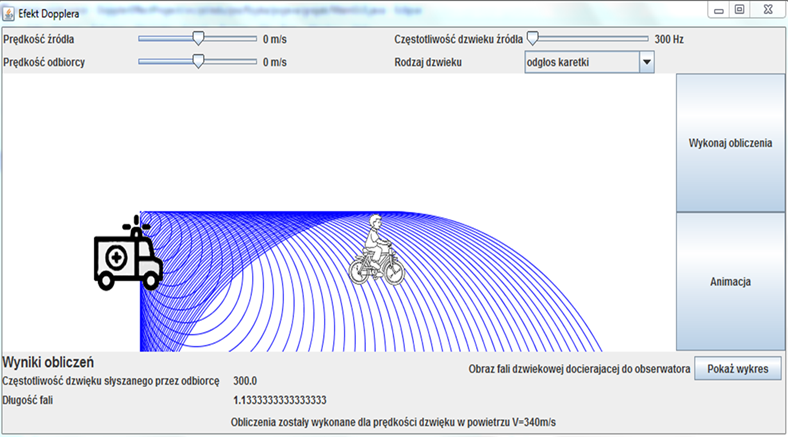 Efekt Dopplera
Prędkość źródła 0 m/s Częstotliwość dzwieku źródła 300 Hz
Prędkość odbiorcy 0 m/s Rodzaj dzwieku odgłos karetki
Wykonaj obliczenia
Animacja
Wyniki obliczeń
Obraz fali dzwiekowej docierajacej do obserwatora Pokaż wykres
Częstotliwość dzwięku słyszanego przez odbiorcę 300.0
Długość fali 1.1333333333333333
Obliczenia zostały wykonane dla prędkości dzwięku w powietrzu V=340m/s